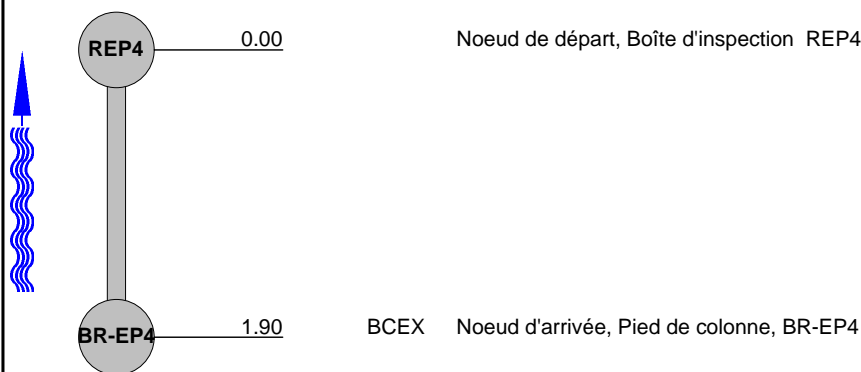 REP4 0.00 Noeud de départ, Boîte d'inspection REP4
BR-EP4 1.90 BCEX Noeud d'arrivée, Pied de colonne, BR-EP4